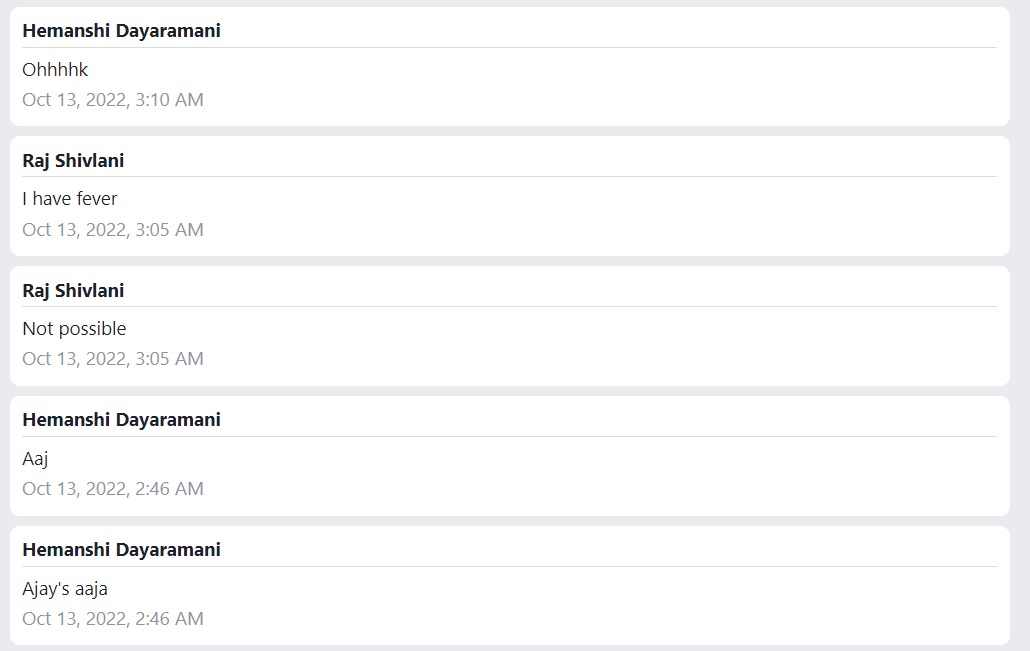 Hemanshi Dayaramani
Ohhhhk
Oct 13, 2022, 3:10 AM
Raj Shivlani
I have fever
Oct 13, 2022, 3:05 AM
Raj Shivlani
Not possible
Oct 13, 2022, 3:05 AM
Hemanshi Dayaramani
Aaj
Oct 13, 2022, 2:46 AM
Hemanshi Dayaramani
Ajay's aaja
Oct 13, 2022, 2:46 AM